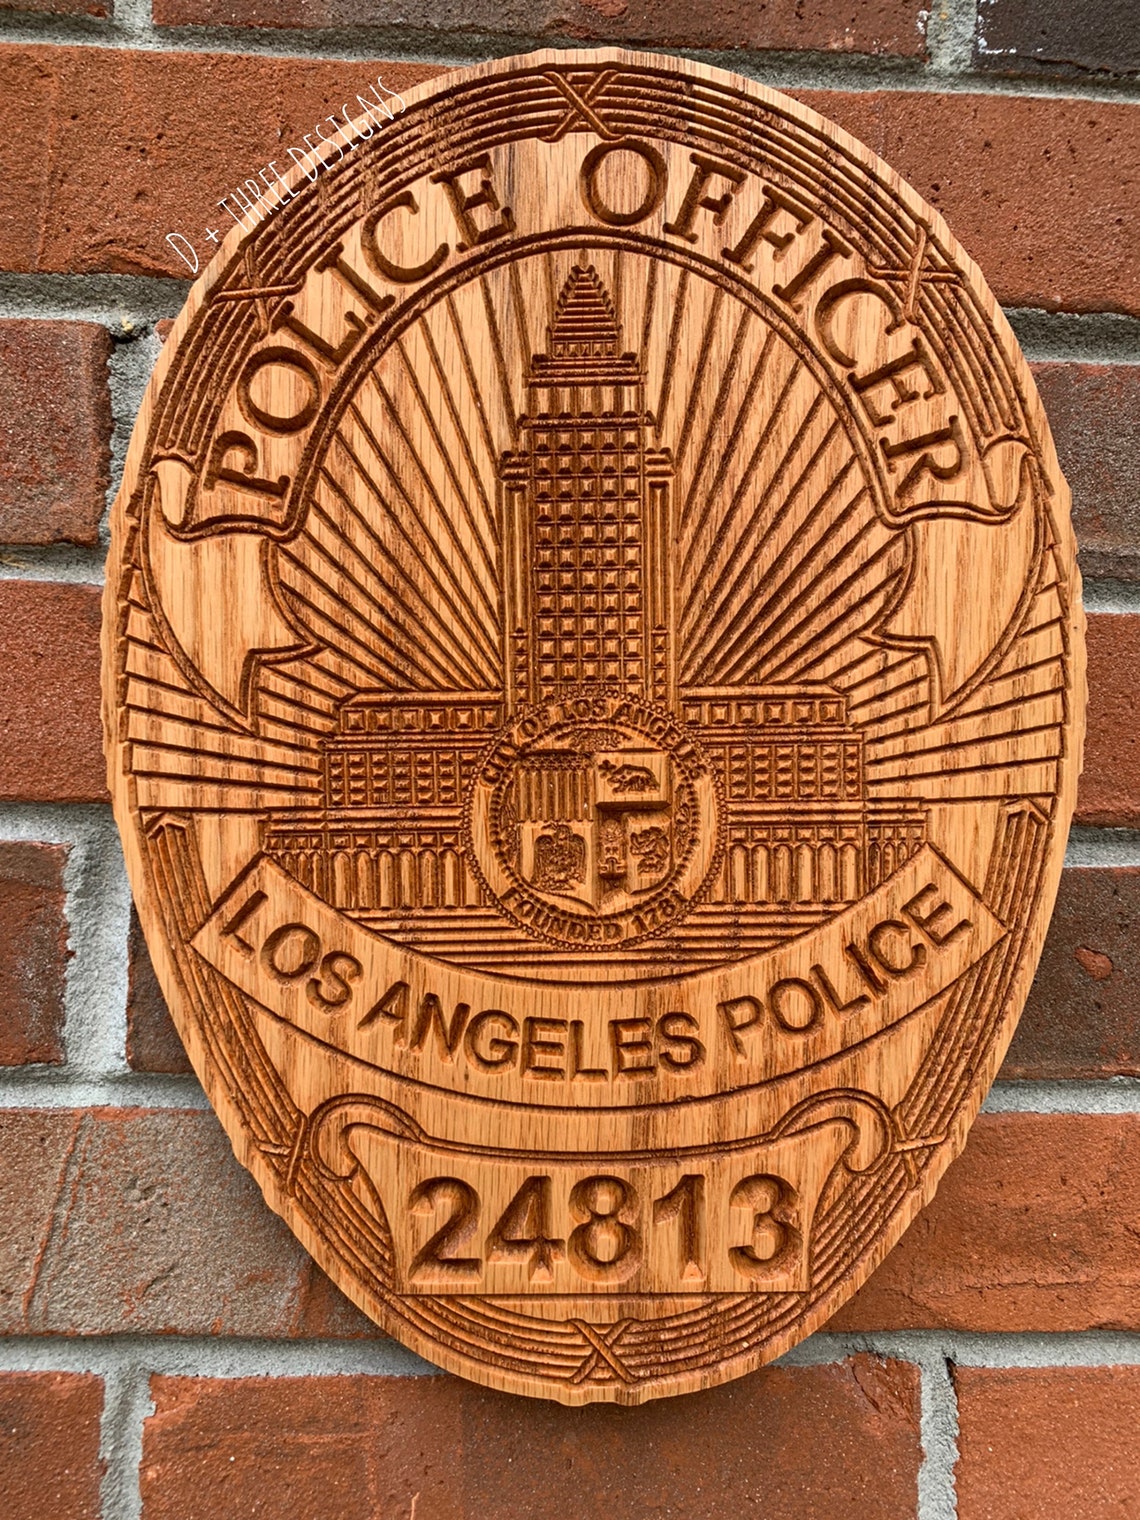 D + THREE DESIGNS
POLICE OFFICER
CITY OF LOS ANGELES
FOUNDED 1781
LOS ANGELES POLICE
24813